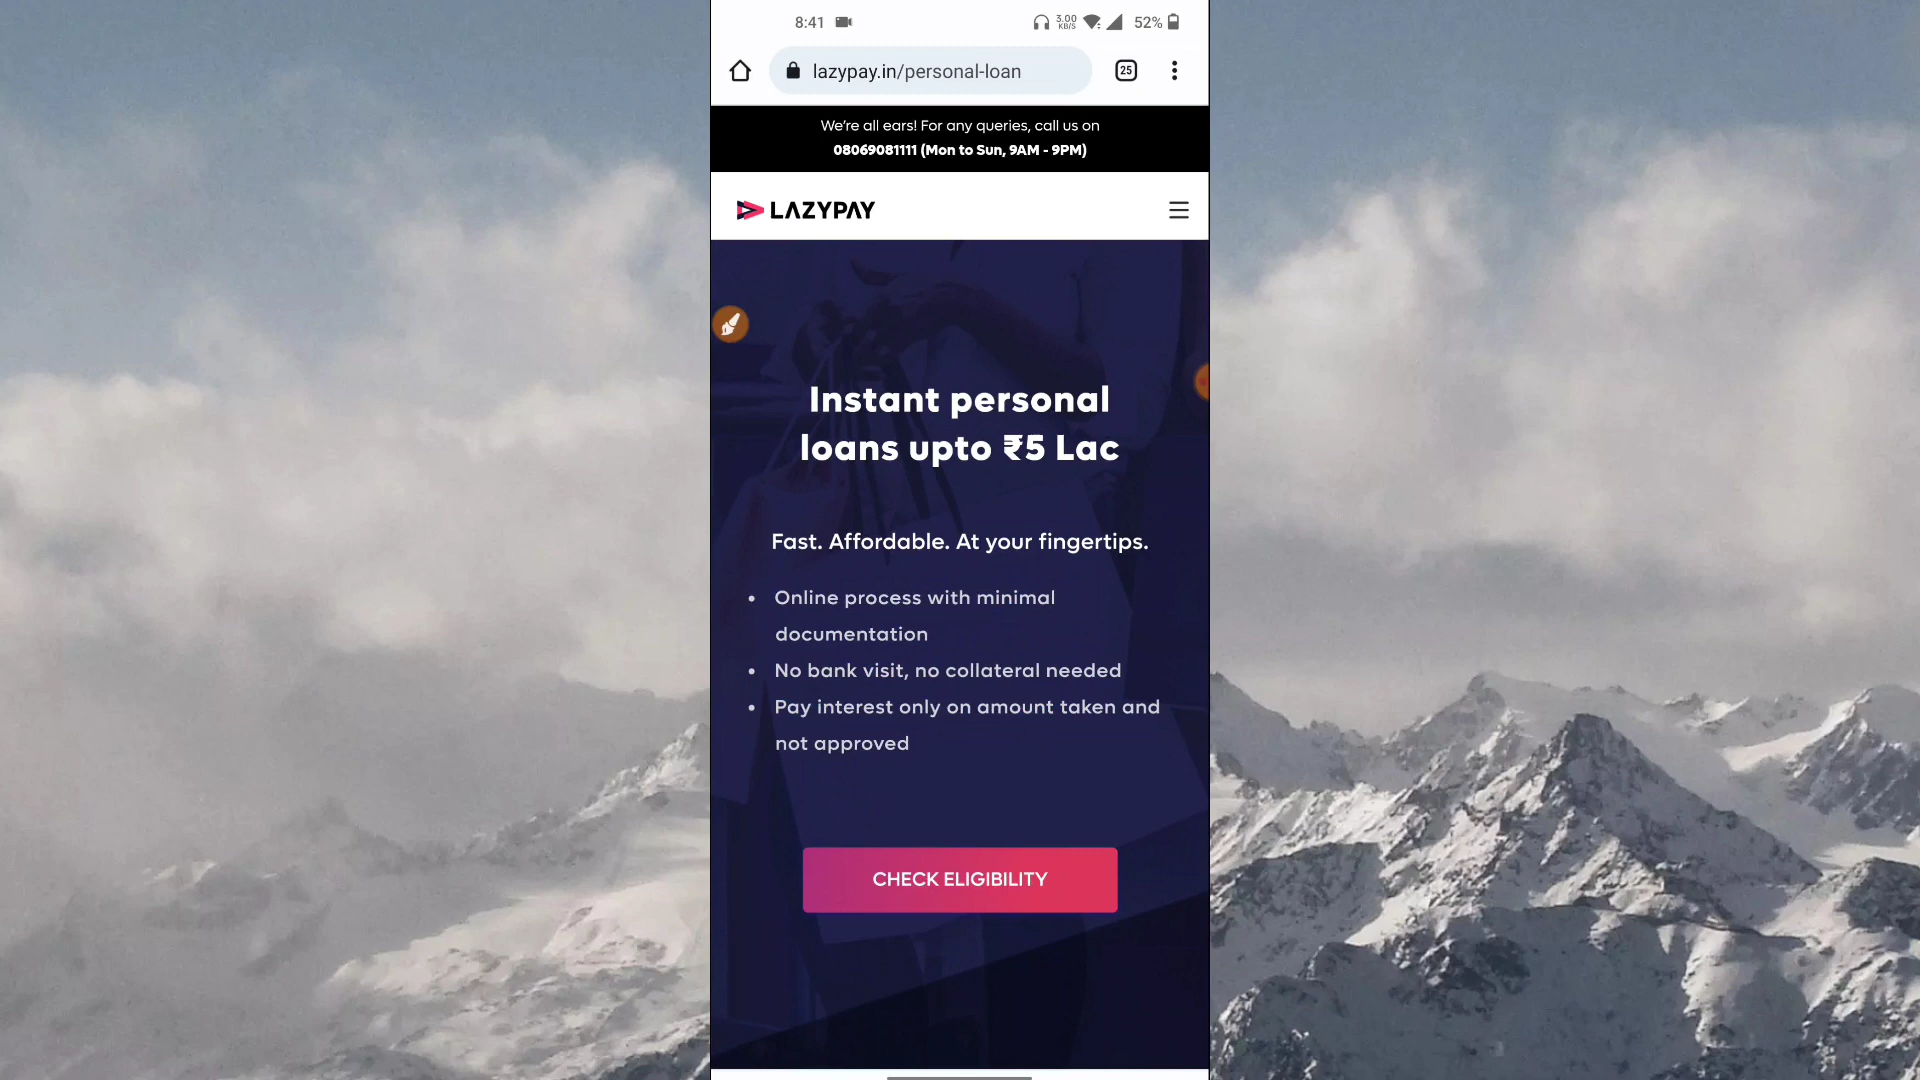 8:41 3.00 KB/S 52%
lazypay.in/personal-loan 25
We're all ears! For any queries, call us on
08069081111 (Mon to Sun, 9AM - 9PM)
LAZYPAY
Instant personal
loans upto ₹5 Lac
Fast. Affordable. At your fingertips.
• Online process with minimal
documentation
• No bank visit, no collateral needed
• Pay interest only on amount taken and
not approved
CHECK ELIGIBILITY